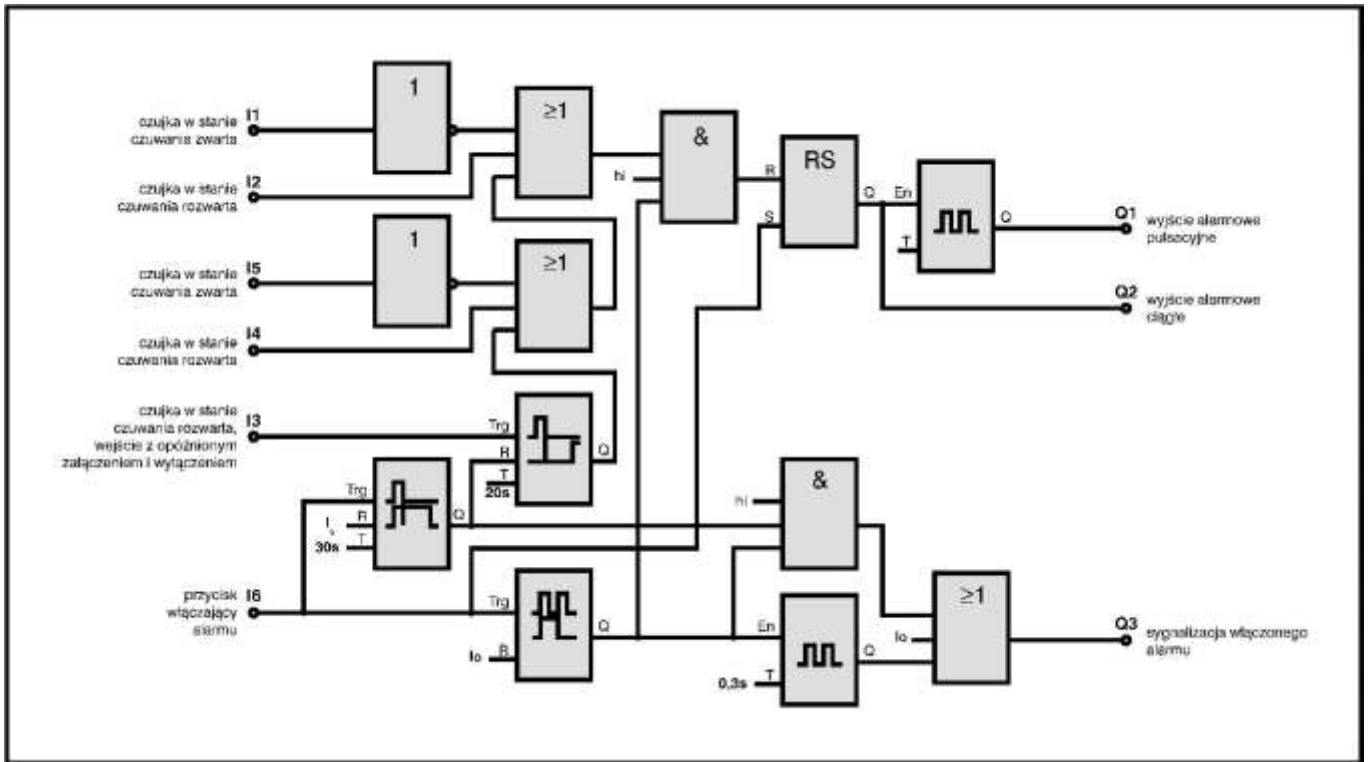 1
I1
czujka w stanie
czuwania zwarta
≥1
&
RS
hi
R
Q
En
I2
czujka w stanie
czuwania rozwarta
S
Q
Q1
wyjście alarmowe
pulsacyjne
T
1
≥1
I5
czujka w stanie
czuwania zwarta
Q2
wyjście alarmowe
ciągłe
I4
czujka w stanie
czuwania rozwarta
I3
czujka w stanie
czuwania rozwarta,
wejście z opóźnionym
załączeniem i wyłączeniem
Trg
R
Q
T
20s
Trg
R
Q
30s
T
hi
&
I6
przycisk
włączający
alarmu
Trg
Q
lo
R
En
Q
0,3s
T
≥1
lo
Q3
sygnalizacja włączonego
alarmu